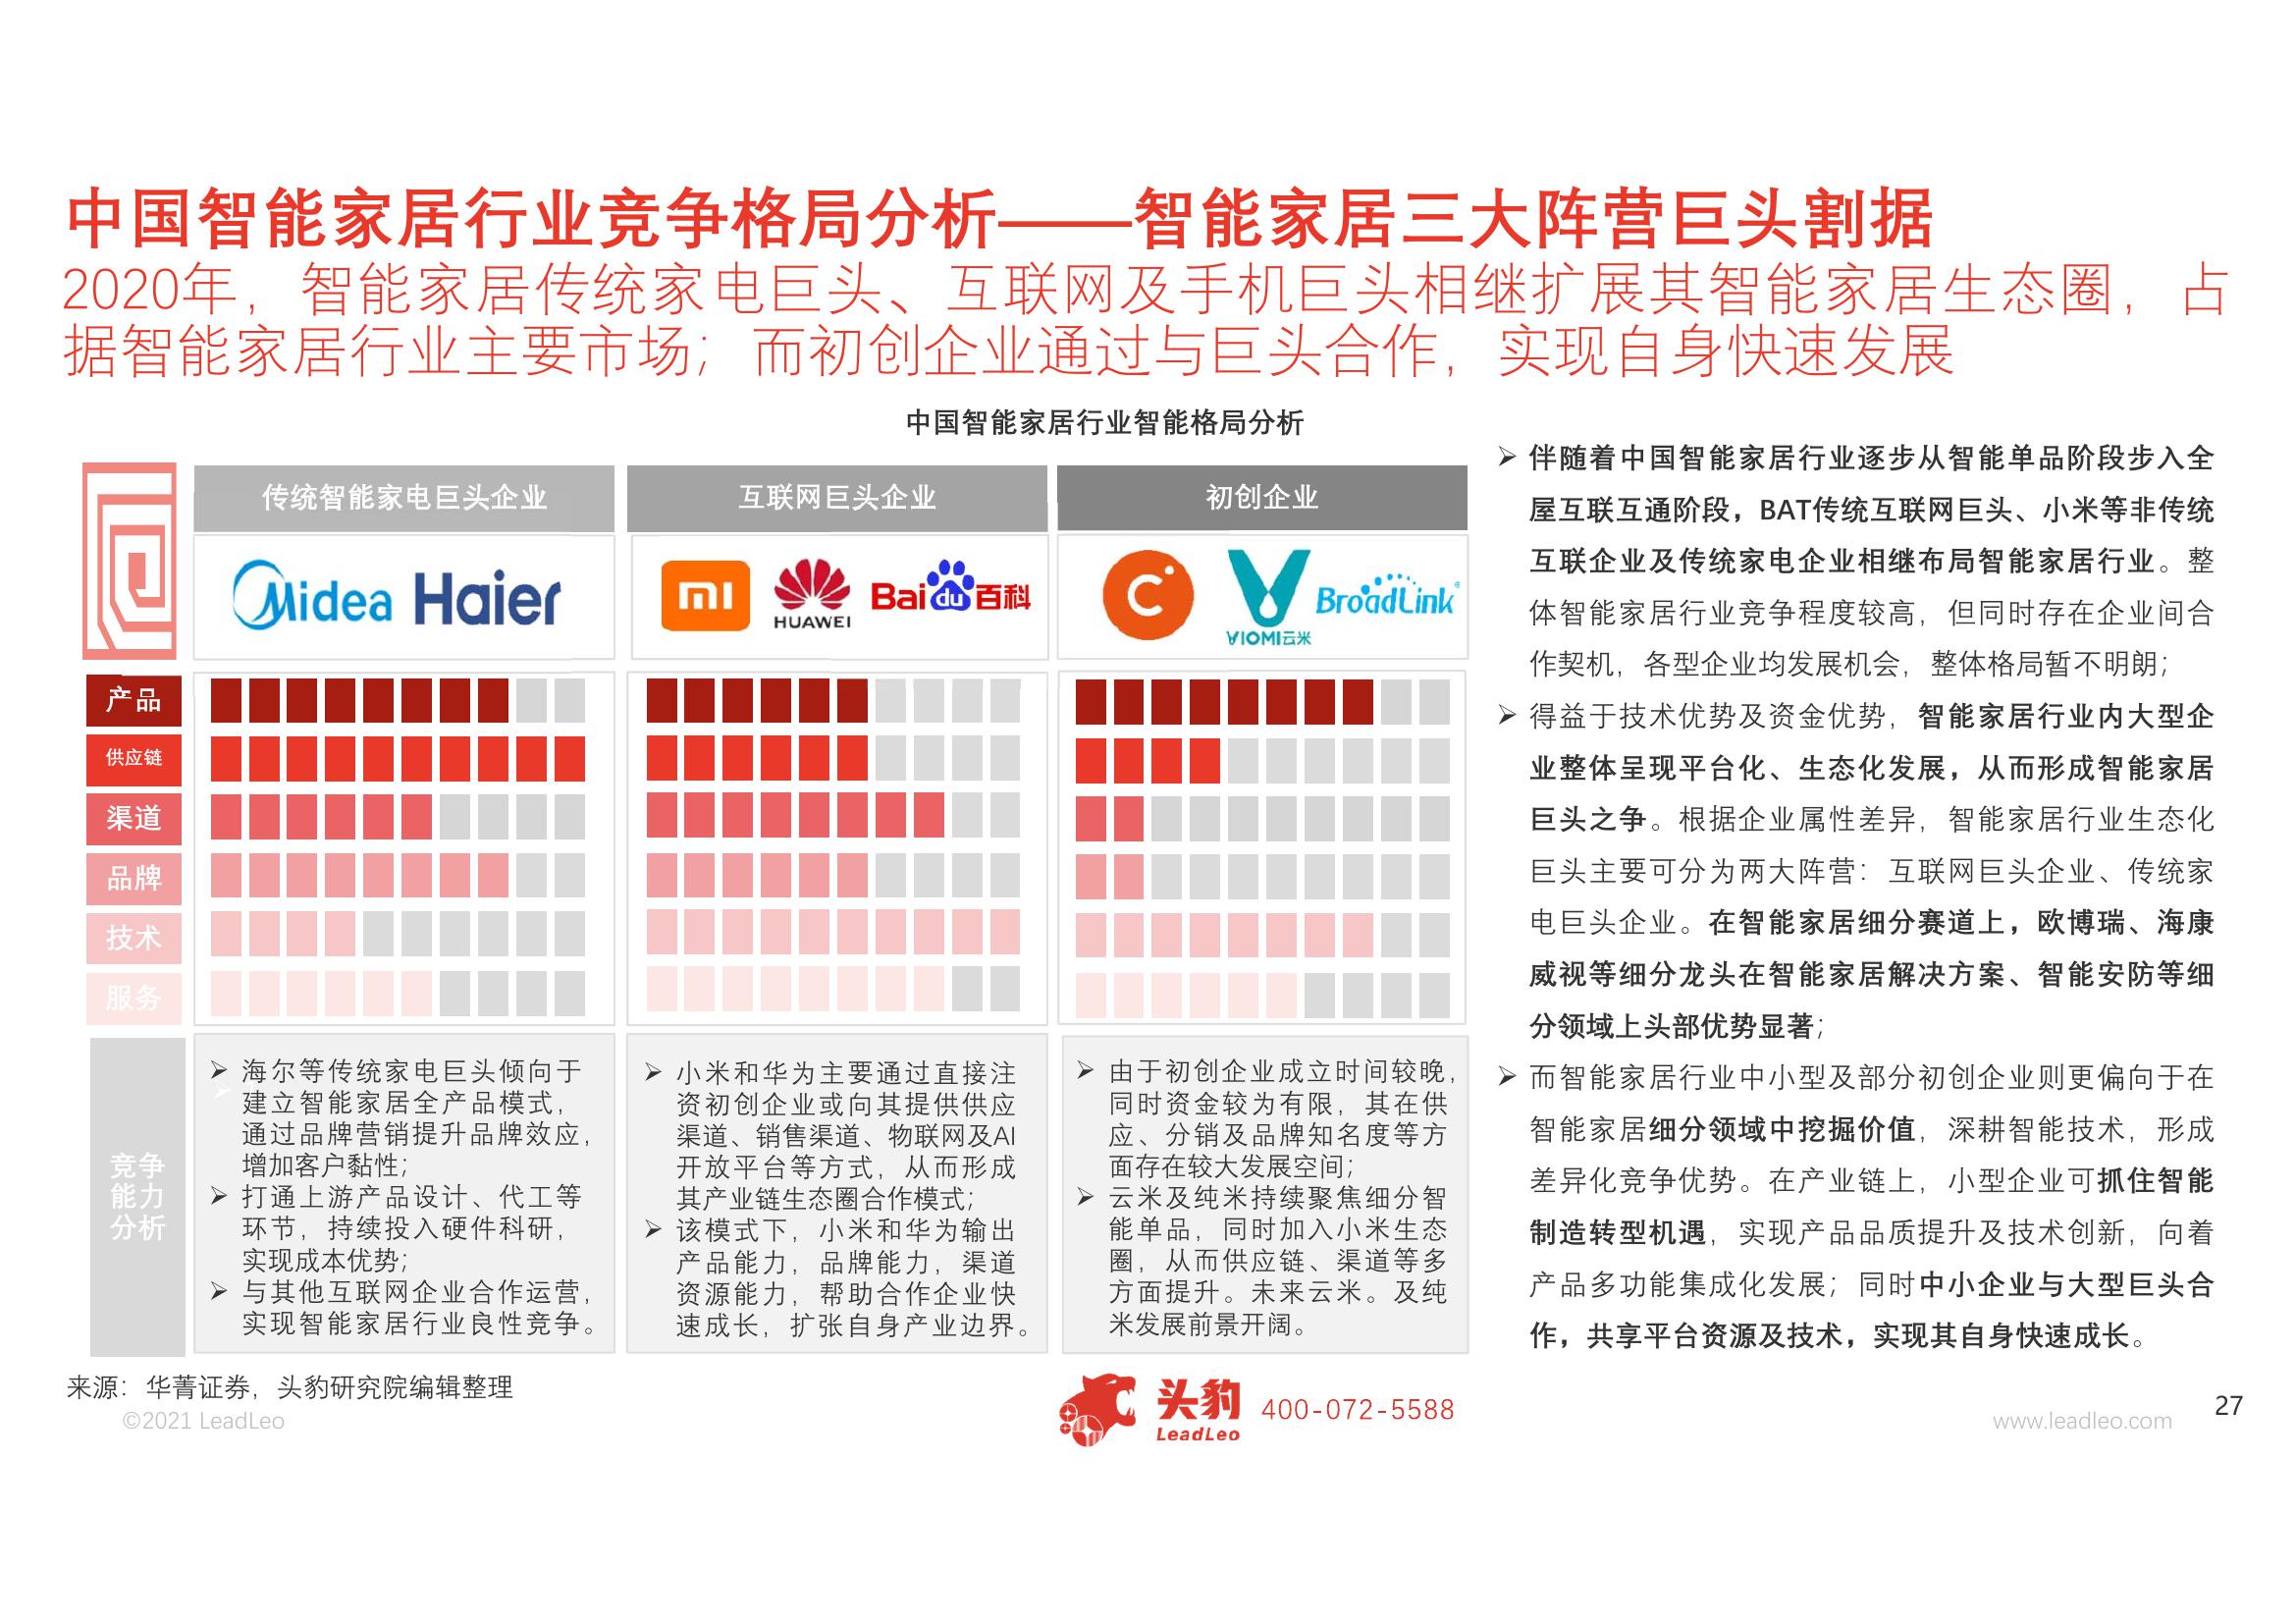 中国智能家居行业竞争格局分析——智能家居三大阵营巨头割据
2020年，智能家居传统家电巨头、互联网及手机巨头相继扩展其智能家居生态圈，占
据智能家居行业主要市场；而初创企业通过与巨头合作，实现自身快速发展
中国智能家居行业智能格局分析
传统智能家电巨头企业
互联网巨头企业
初创企业
Midea Haier
mi HUAWEI Bai du 百科
C VIOMI云米 BroadLink
产品
供应链
渠道
品牌
技术
服务
竞争
能力
分析
➢ 海尔等传统家电巨头倾向于
建立智能家居全产品模式，
通过品牌营销提升品牌效应，
增加客户黏性；
➢ 打通上游产品设计、代工等
环节，持续投入硬件科研，
实现成本优势；
➢ 与其他互联网企业合作运营，
实现智能家居行业良性竞争。
➢ 小米和华为主要通过直接注
资初创企业或向其提供供应
渠道、销售渠道、物联网及AI
开放平台等方式，从而形成
其产业链生态圈合作模式；
➢ 该模式下，小米和华为输出
产品能力，品牌能力，渠道
资源能力，帮助合作企业快
速成长，扩张自身产业边界。
➢ 由于初创企业成立时间较晚，
同时资金较为有限，其在供
应、分销及品牌知名度等方
面存在较大发展空间；
➢ 云米及纯米持续聚焦细分智
能单品，同时加入小米生态
圈，从而供应链、渠道等多
方面提升。未来云米。及纯
米发展前景开阔。
➢ 伴随着中国智能家居行业逐步从智能单品阶段步入全
屋互联互通阶段，BAT传统互联网巨头、小米等非传统
互联企业及传统家电企业相继布局智能家居行业。整
体智能家居行业竞争程度较高，但同时存在企业间合
作契机，各型企业均发展机会，整体格局暂不明朗；
➢ 得益于技术优势及资金优势，智能家居行业内大型企
业整体呈现平台化、生态化发展，从而形成智能家居
巨头之争。根据企业属性差异，智能家居行业生态化
巨头主要可分为两大阵营：互联网巨头企业、传统家
电巨头企业。在智能家居细分赛道上，欧博瑞、海康
威视等细分龙头在智能家居解决方案、智能安防等细
分领域上头部优势显著；
➢ 而智能家居行业中小型及部分初创企业则更偏向于在
智能家居细分领域中挖掘价值，深耕智能技术，形成
差异化竞争优势。在产业链上，小型企业可抓住智能
制造转型机遇，实现产品品质提升及技术创新，向着
产品多功能集成化发展；同时中小企业与大型巨头合
作，共享平台资源及技术，实现其自身快速成长。
来源：华菁证券，头豹研究院编辑整理
©2021 LeadLeo
头豹
LeadLeo
400-072-5588
www.leadleo.com
27